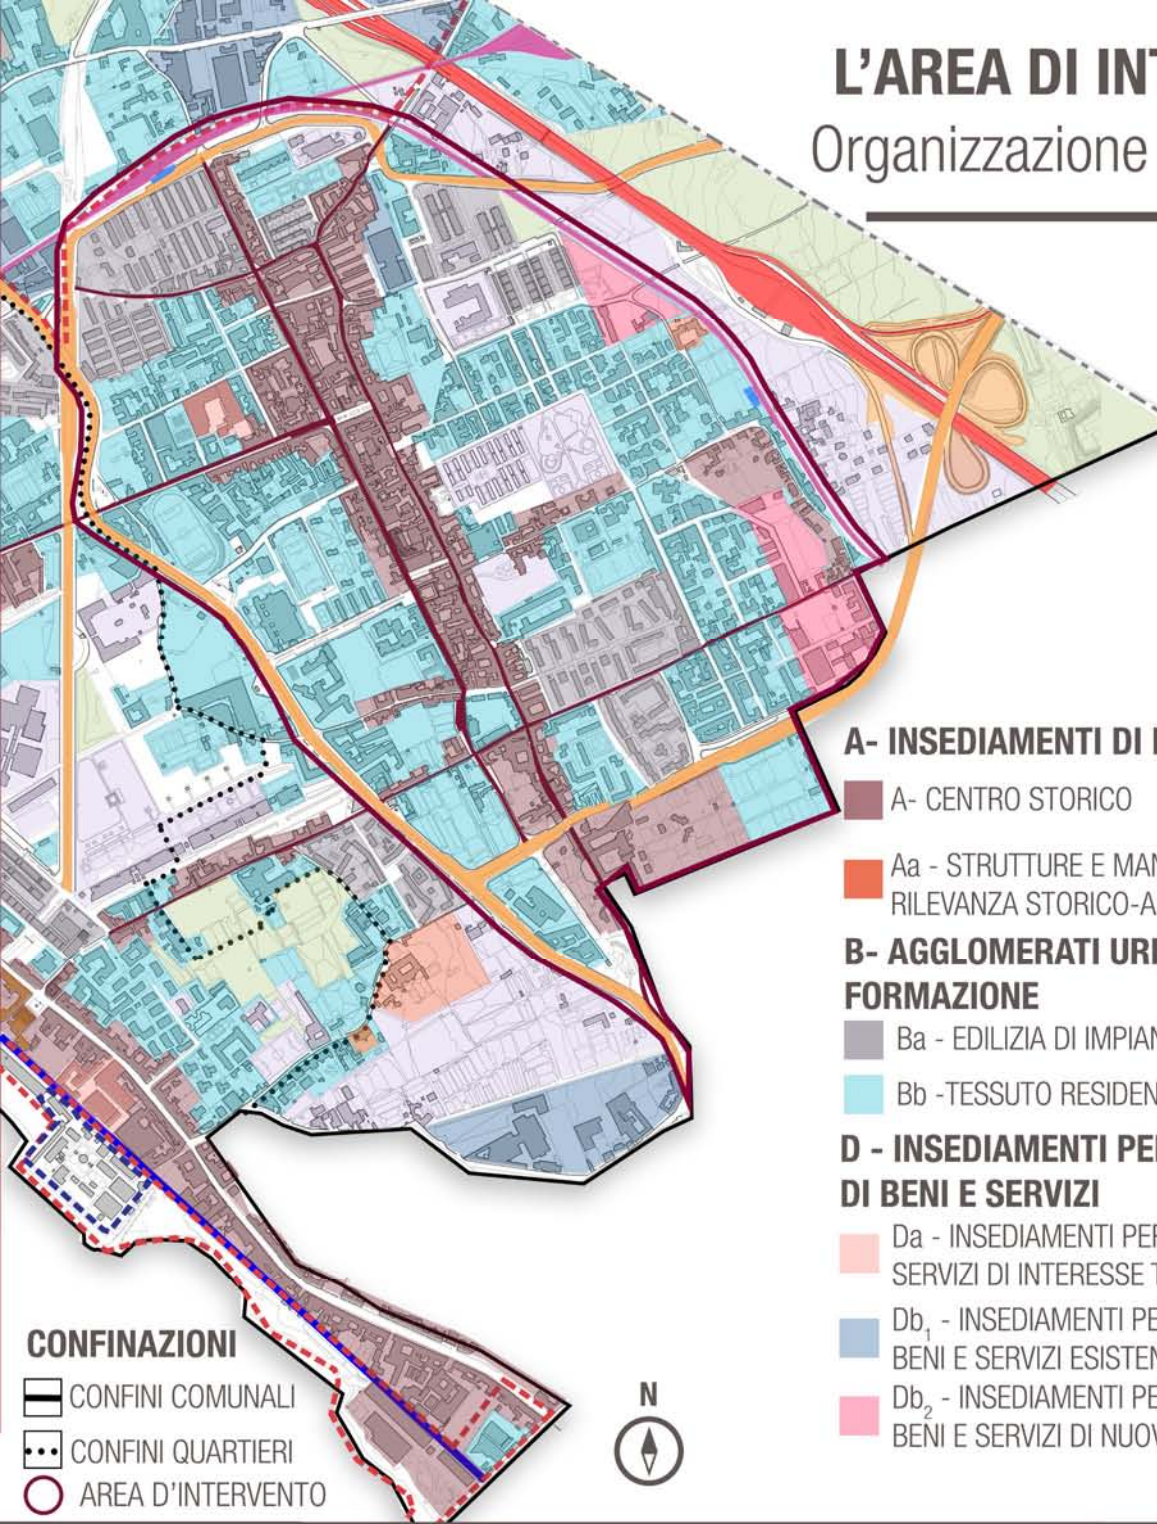 L'AREA DI INT
Organizzazione
A- INSEDIAMENTI DI
A- CENTRO STORICO
Aa - STRUTTURE E MAN
RILEVANZA STORICO-A
B- AGGLOMERATI URB
FORMAZIONE
Ba - EDILIZIA DI IMPIAN
Bb -TESSUTO RESIDEN
D - INSEDIAMENTI PER
DI BENI E SERVIZI
Da - INSEDIAMENTI PER
SERVIZI DI INTERESSE T
Db₁ - INSEDIAMENTI PE
BENI E SERVIZI ESISTEN
Db₂ - INSEDIAMENTI PE
BENI E SERVIZI DI NUOV
CONFINAZIONI
CONFINI COMUNALI
CONFINI QUARTIERI
AREA D'INTERVENTO
N